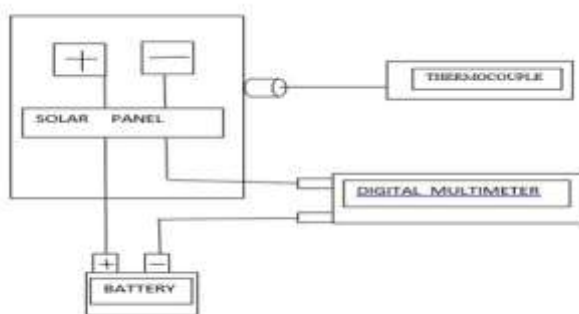 + —
THERMOCOUPLE
SOLAR PANEL
DIGITAL MULTIMETER
+ —
BATTERY